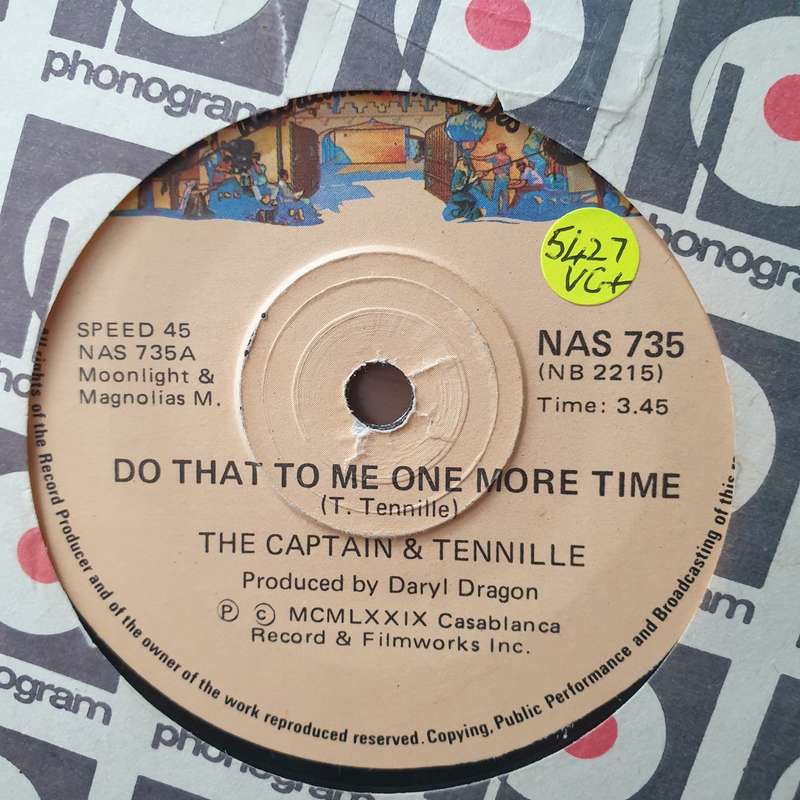 phonogram
phonogram
5427
VG+
SPEED 45
NAS 735A
Moonlight &
Magnolias M.
NAS 735
(NB 2215)
Time: 3.45
DO THAT TO ME ONE MORE TIME
(T. Tennille)
THE CAPTAIN & TENNILLE
Produced by Daryl Dragon
Ⓟ © MCMLXXIX Casablanca
Record & Filmworks Inc.
All rights of the Record Producer and of the owner of the work reproduced reserved. Copying, Public Performance and Broadcasting of this
phonogram
phonogram